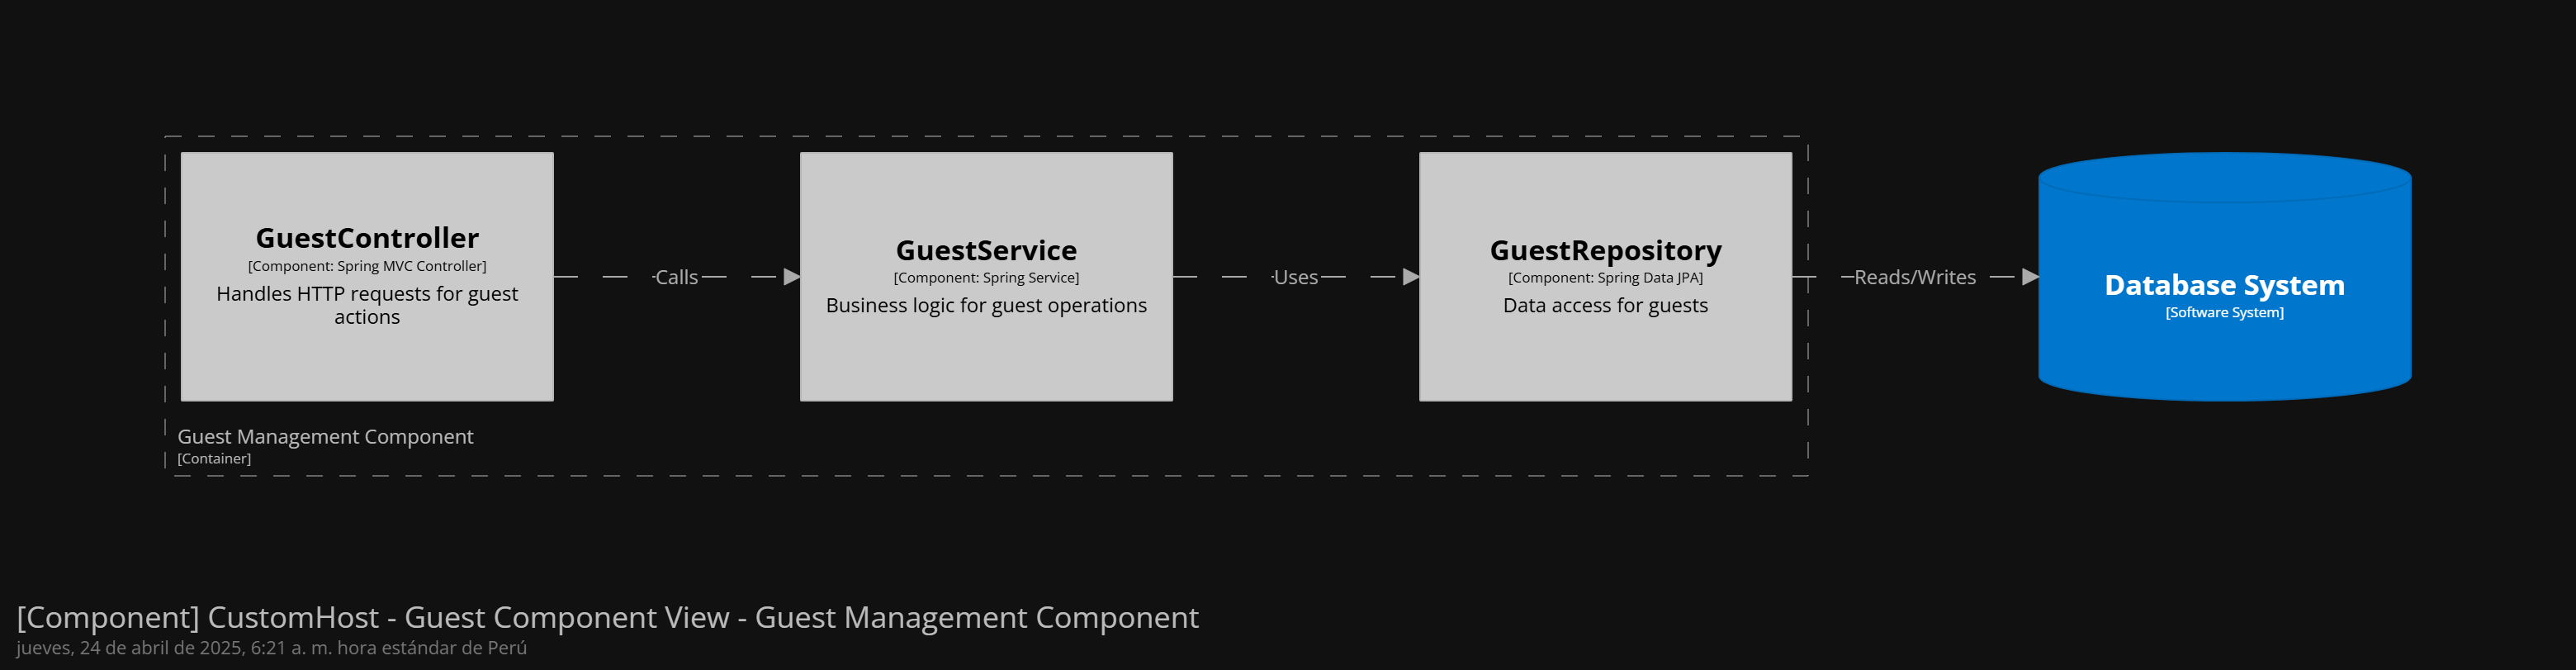 GuestController
[Component: Spring MVC Controller]
Handles HTTP requests for guest
actions
Calls
GuestService
[Component: Spring Service]
Business logic for guest operations
Uses
GuestRepository
[Component: Spring Data JPA]
Data access for guests
Reads/Writes
Database System
[Software System]
Guest Management Component
[Container]
[Component] CustomHost - Guest Component View - Guest Management Component
jueves, 24 de abril de 2025, 6:21 a. m. hora estándar de Perú